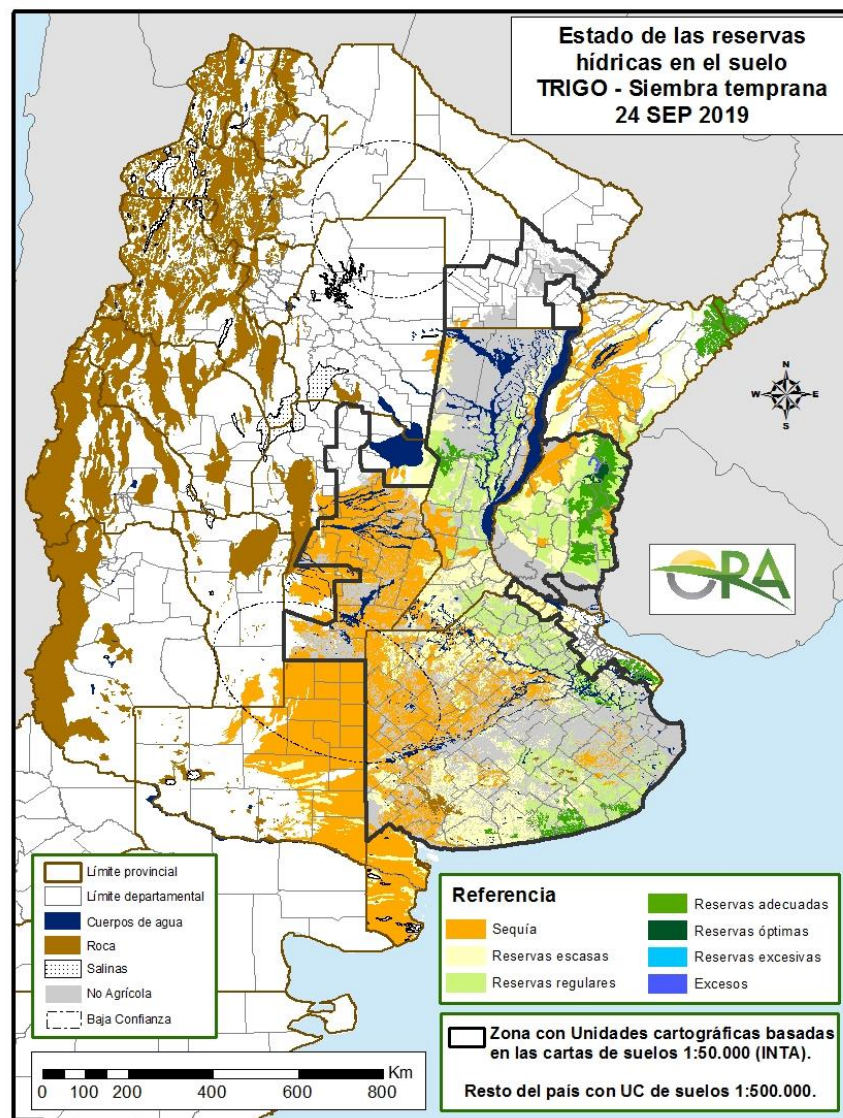 Estado de las reservas
hídricas en el suelo
TRIGO - Siembra temprana
24 SEP 2019
N
W
E
S
ORA
Límite provincial
Límite departamental
Cuerpos de agua
Roca
Salinas
No Agrícola
Baja Confianza
Referencia
Sequía
Reservas escasas
Reservas regulares
Reservas adecuadas
Reservas óptimas
Reservas excesivas
Excesos
Km
0 100 200 400 600 800
Zona con Unidades cartográficas basadas
en las cartas de suelos 1:50.000 (INTA).
Resto del país con UC de suelos 1:500.000.